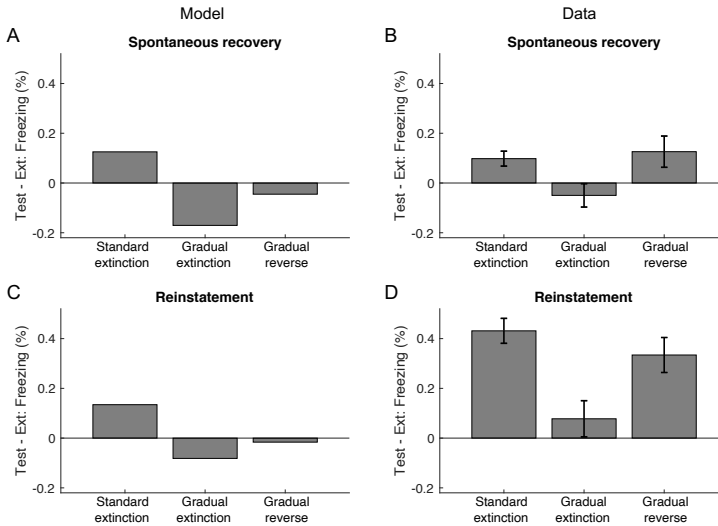 Model
Data
A
Spontaneous recovery
Test - Ext: Freezing (%)
0.4
0.2
0
-0.2
Standard extinction
Gradual extinction
Gradual reverse
B
Spontaneous recovery
Test - Ext: Freezing (%)
0.4
0.2
0
-0.2
Standard extinction
Gradual extinction
Gradual reverse
C
Reinstatement
Test - Ext: Freezing (%)
0.4
0.2
0
-0.2
Standard extinction
Gradual extinction
Gradual reverse
D
Reinstatement
Test - Ext: Freezing (%)
0.4
0.2
0
-0.2
Standard extinction
Gradual extinction
Gradual reverse